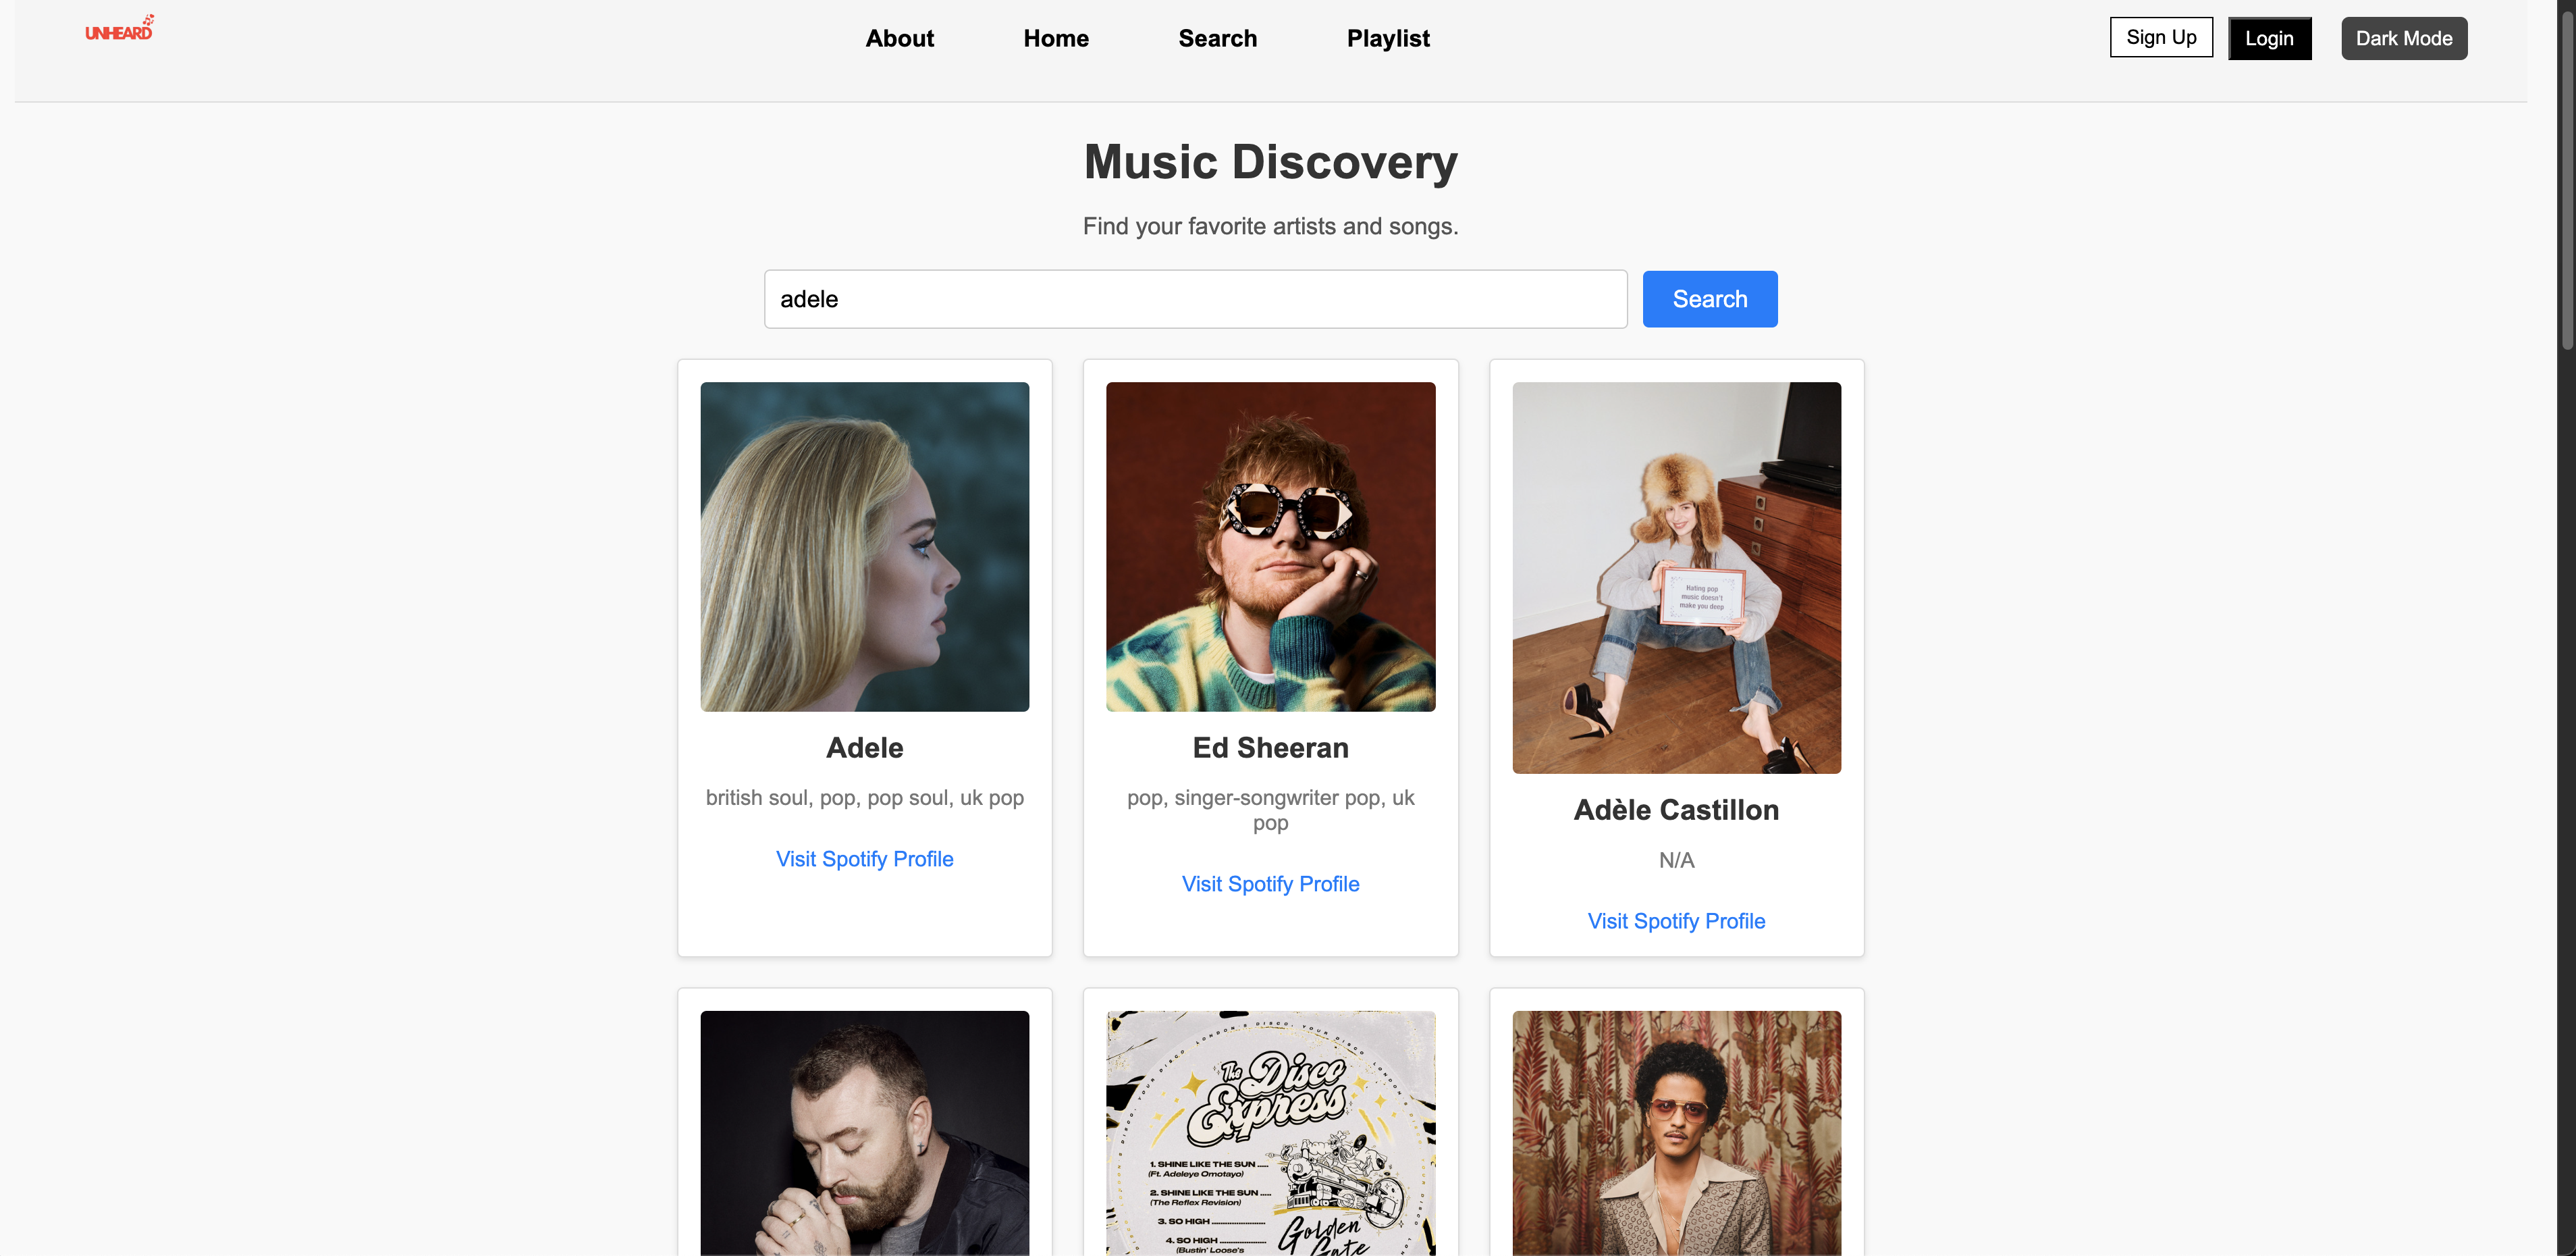 UNHEARD
About Home Search Playlist
Sign Up Login Dark Mode
Music Discovery
Find your favorite artists and songs.
adele Search
Hating pop
music doesn't
make you deep
Adele
british soul, pop, pop soul, uk pop
Visit Spotify Profile
Ed Sheeran
pop, singer-songwriter pop, uk
pop
Visit Spotify Profile
Adèle Castillon
N/A
Visit Spotify Profile
The Disco
Express
1. SHINE LIKE THE SUN .....
(Ft. Adeleye Omotayo)
2. SHINE LIKE THE SUN .....
(The Reflex Revision)
3. SO HIGH ........................
4. SO HIGH .....................
(Bustin' Loose's
Golden
Gate